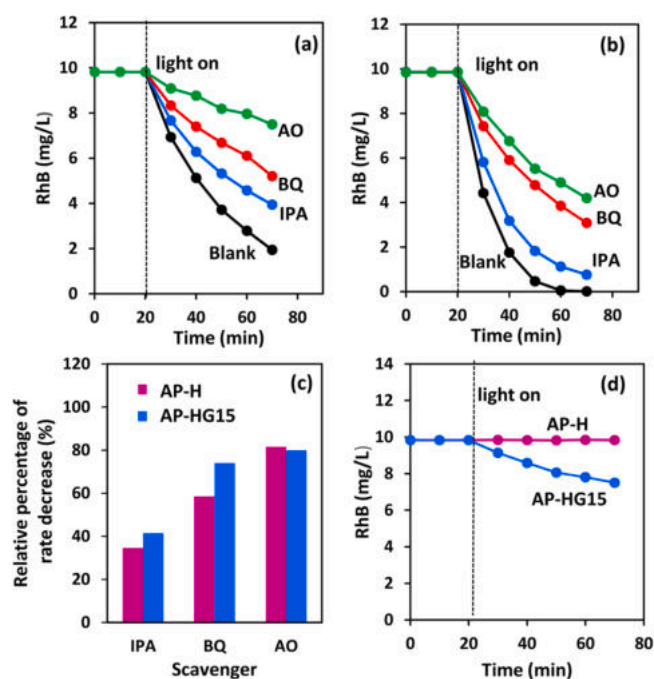 12
10
8
6
4
2
0
RhB (mg/L)
(a)
light on
AO
BQ
IPA
Blank
0 20 40 60 80
Time (min)
12
10
8
6
4
2
0
RhB (mg/L)
(b)
light on
AO
BQ
IPA
Blank
0 20 40 60 80
Time (min)
120
100
80
60
40
20
0
Relative percentage of
rate decrease (%)
(c)
AP-H
AP-HG15
IPA BQ AO
Scavenger
14
12
10
8
6
4
2
0
RhB (mg/L)
(d)
light on
AP-H
AP-HG15
0 20 40 60 80
Time (min)